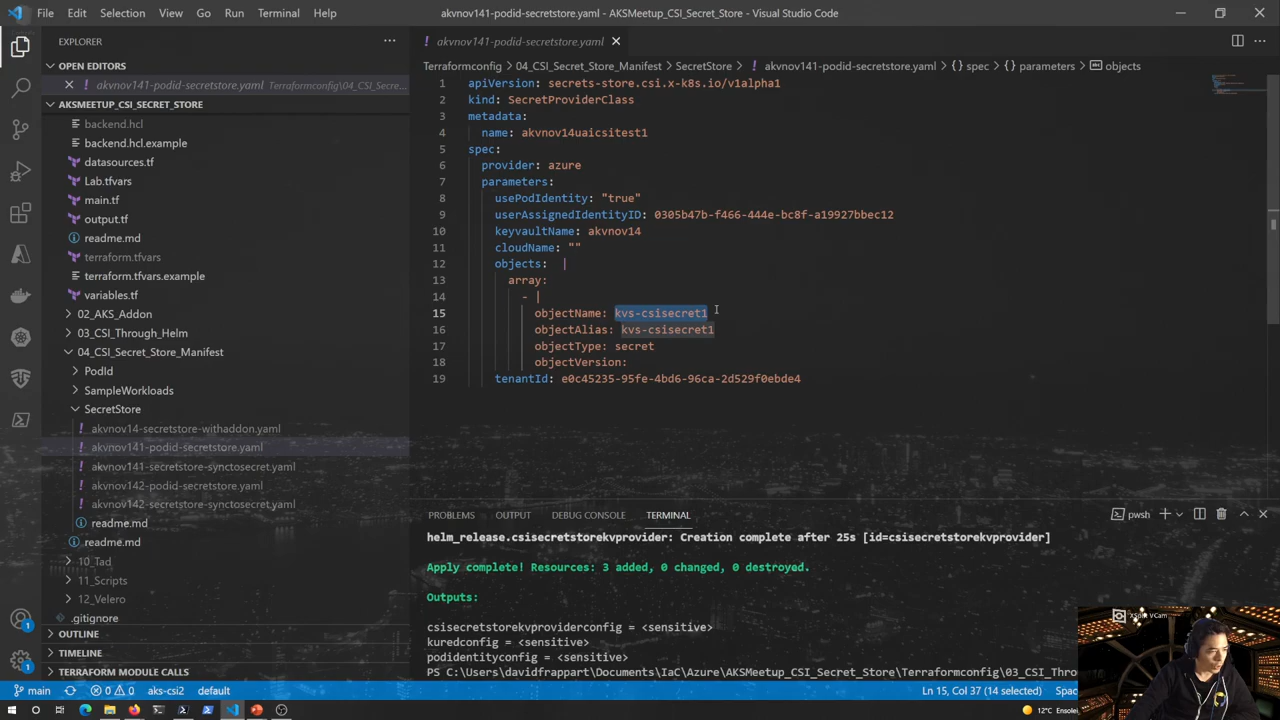 File Edit Selection View Go Run Terminal Help
akvnov141-podid-secretstore.yaml - AKSMeetup_CSI_Secret_Store - Visual Studio Code
EXPLORER
OPEN EDITORS
akvnov141-podid-secretstore.yaml Terraformconfig\04_CSI_Secre...
AKSMEETUP_CSI_SECRET_STORE
backend.hcl
backend.hcl.example
datasources.tf
Lab.tfvars
main.tf
output.tf
readme.md
terraform.tfvars
terraform.tfvars.example
variables.tf
02_AKS_Addon
03_CSI_Through_Helm
04_CSI_Secret_Store_Manifest
PodId
SampleWorkloads
SecretStore
akvnov14-secretstore-withaddon.yaml
akvnov141-podid-secretstore.yaml
akvnov141-secretstore-synctosecret.yaml
akvnov142-podid-secretstore.yaml
akvnov142-secretstore-synctosecret.yaml
readme.md
readme.md
10_Tad
11_Scripts
12_Velero
.gitignore
OUTLINE
TIMELINE
TERRAFORM MODULE CALLS
akvnov141-podid-secretstore.yaml
Terraformconfig > 04_CSI_Secret_Store_Manifest > SecretStore > akvnov141-podid-secretstore.yaml > {} spec > {} parameters > objects
1 apiVersion: secrets-store.csi.x-k8s.io/v1alpha1
2 kind: SecretProviderClass
3 metadata:
4 name: akvnov14uaicsitest1
5 spec:
6 provider: azure
7 parameters:
8 usePodIdentity: "true"
9 userAssignedIdentityID: 0305b47b-f466-444e-bc8f-a19927bbec12
10 keyvaultName: akvnov14
11 cloudName: ""
12 objects: |
13 array:
14 - |
15 objectName: kvs-csisecret1
16 objectAlias: kvs-csisecret1
17 objectType: secret
18 objectVersion:
19 tenantId: e0c45235-95fe-4bd6-96ca-2d529f0ebde4
PROBLEMS OUTPUT DEBUG CONSOLE TERMINAL
pwsh
helm_release.csisecretstorekvprovider: Creation complete after 25s [id=csisecretstorekvprovider]
Apply complete! Resources: 3 added, 0 changed, 0 destroyed.
Outputs:
csisecretstorekvproviderconfig = <sensitive>
kuredconfig = <sensitive>
podidentityconfig = <sensitive>
PS C:\Users\davidfrappart\Documents\IaC\Azure\AKSMeetup_CSI_Secret_Store\Terraformconfig\03_CSI_Thro
XSplit VCam
main 0 0 aks-csi2 default
Ln 15, Col 37 (14 selected) Spac
12°C Ensolei